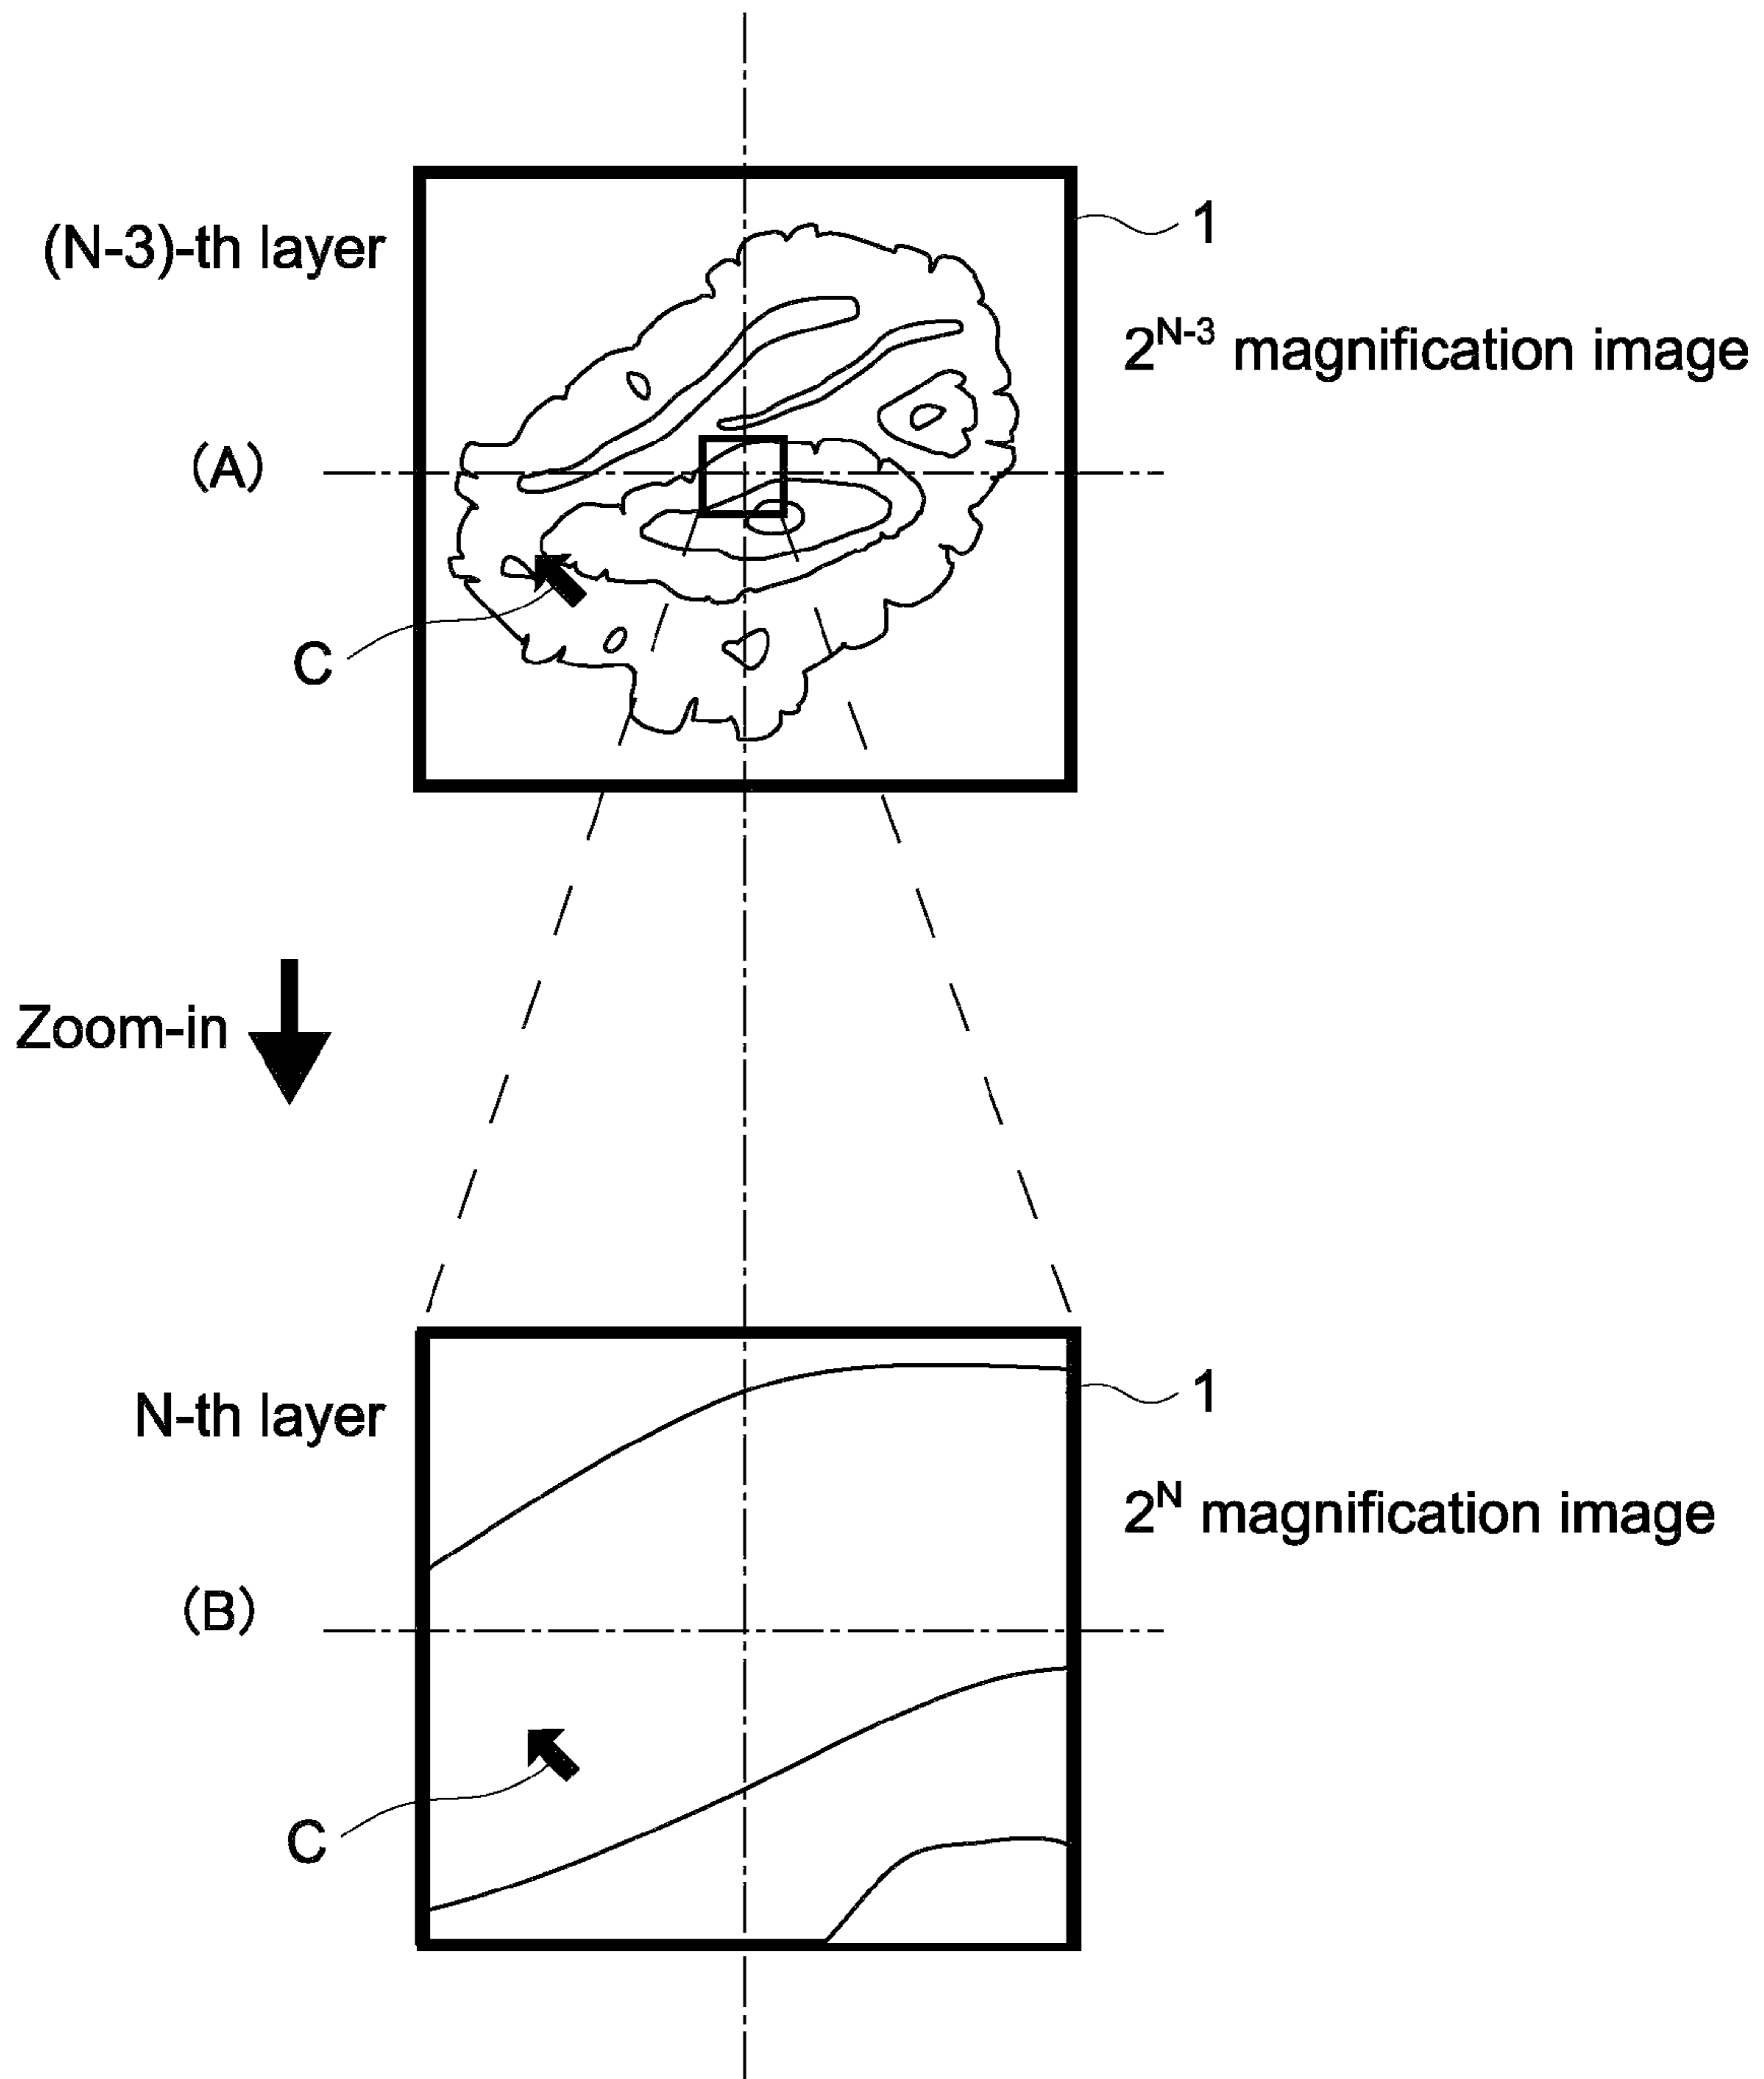 (N-3)-th layer
1
2^N-3 magnification image
(A)
C
Zoom-in
N-th layer
1
2^N magnification image
(B)
C